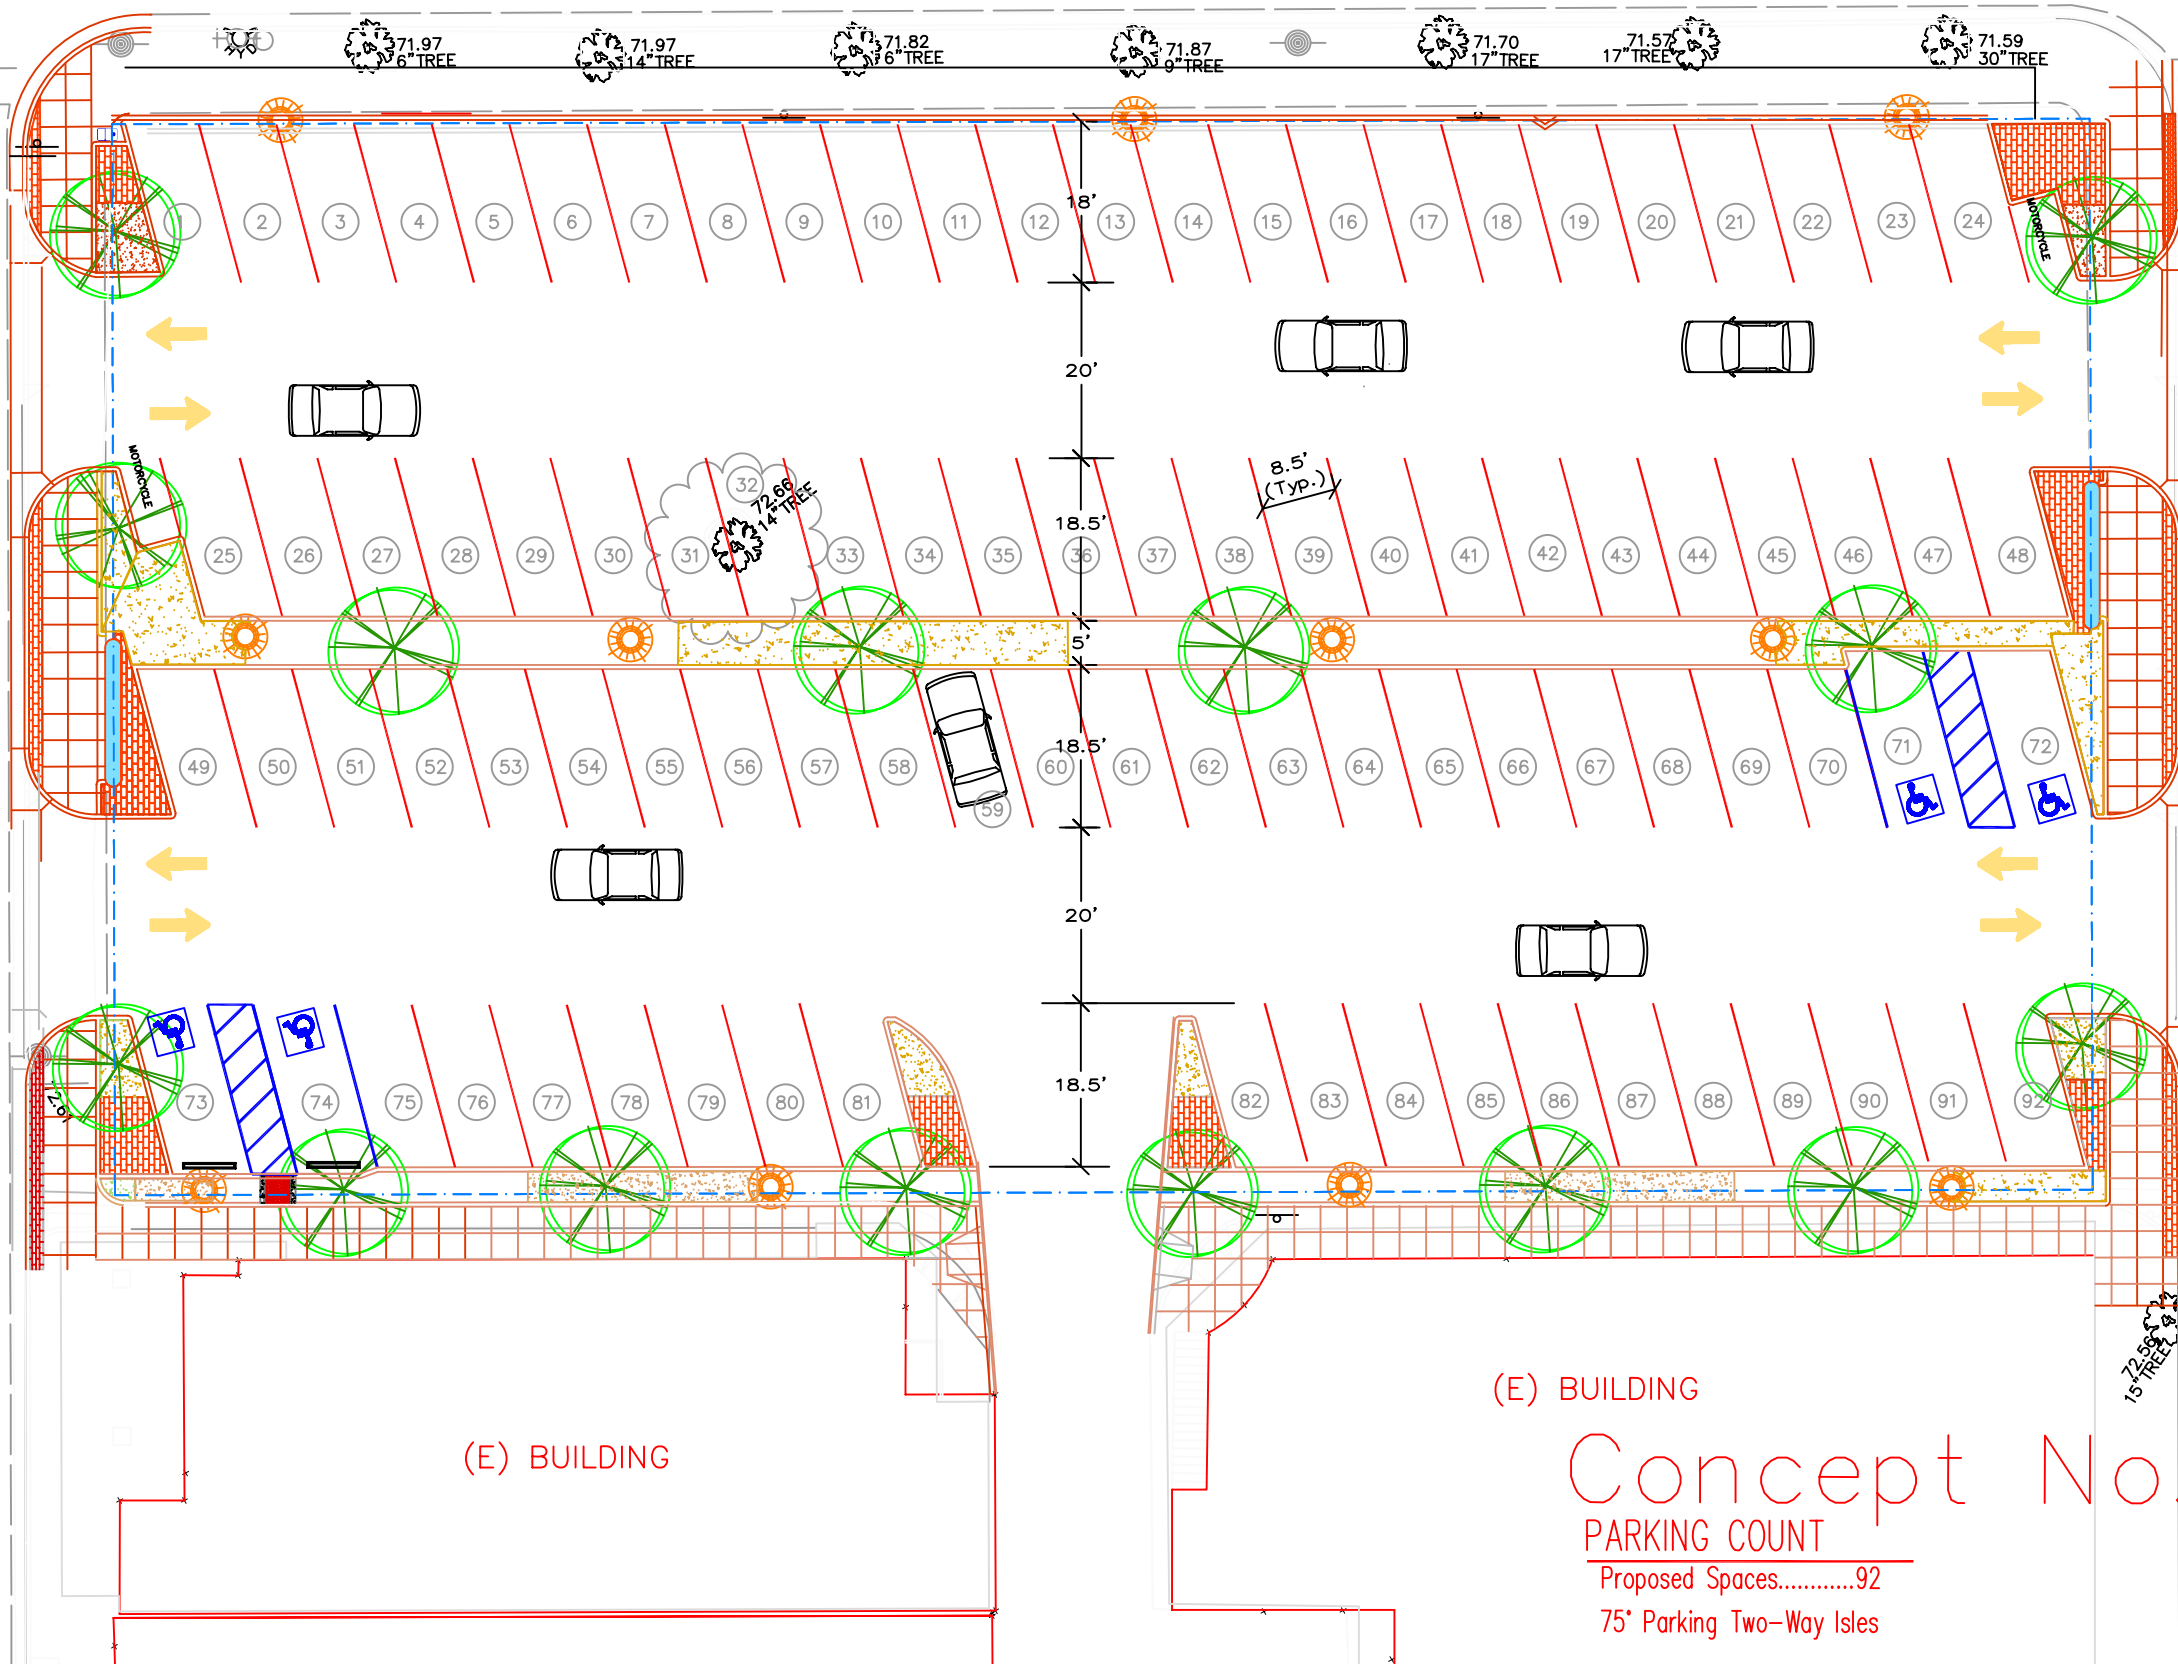 HYD
71.97
6"TREE
71.97
14"TREE
71.82
6"TREE
71.87
9"TREE
71.70
17"TREE
71.57
17"TREE
71.59
30"TREE
1 2 3 4 5 6 7 8 9 10 11 12 13 14 15 16 17 18 19 20 21 22 23 24
18'
MOTORCYCLE
20'
MOTORCYCLE
32
72.66
14"TREE
8.5'
(Typ.)
18.5'
25 26 27 28 29 30 31 33 34 35 36 37 38 39 40 41 42 43 44 45 46 47 48
5'
18.5'
49 50 51 52 53 54 55 56 57 58 59 60 61 62 63 64 65 66 67 68 69 70 71 72
20'
18.5'
73 74 75 76 77 78 79 80 81 82 83 84 85 86 87 88 89 90 91 92
72.56
15"TREE
(E) BUILDING
(E) BUILDING
Concept No.
PARKING COUNT
Proposed Spaces............92
75° Parking Two-Way Isles